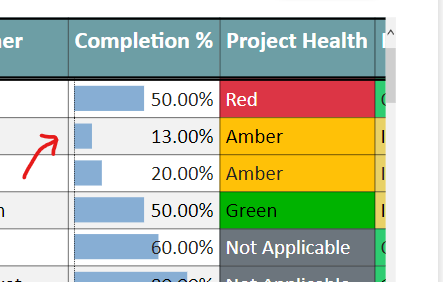 er Completion % Project Health
50.00% Red
13.00% Amber
20.00% Amber
50.00% Green
60.00% Not Applicable